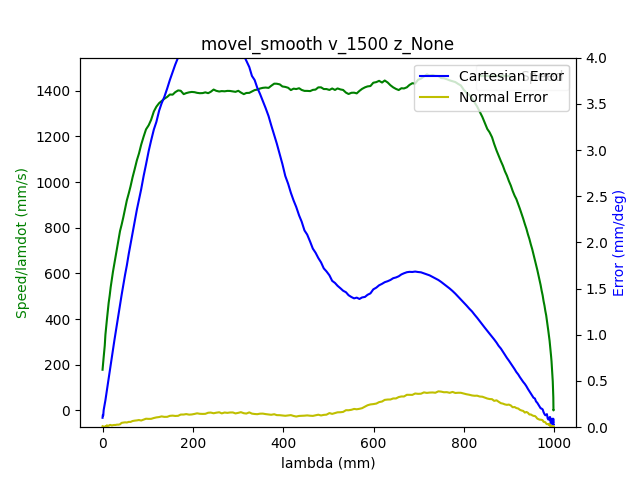 movel_smooth v_1500 z_None
Cartesian Error
Normal Error
Speed/lamdot (mm/s)
1400
1200
1000
800
600
400
200
0
4.0
3.5
3.0
2.5
2.0
1.5
1.0
0.5
0.0
Error (mm/deg)
0 200 400 600 800 1000
lambda (mm)